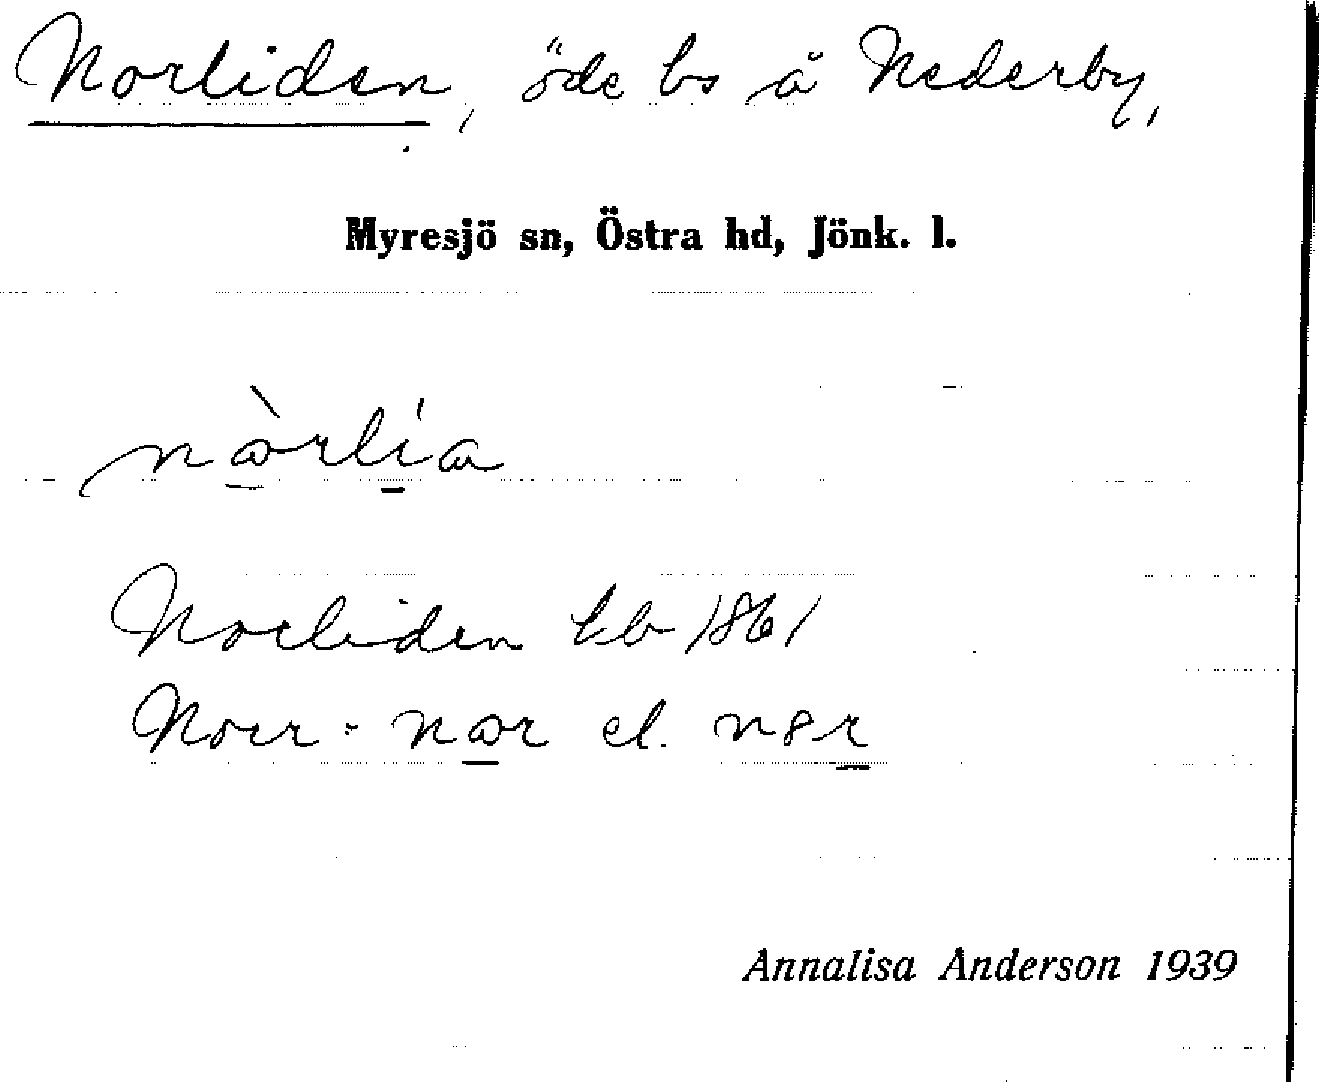 Norliden, öde bs å Nederby,
Myresjö sn, Östra hd, Jönk. l.
nòrlía
Norliden kb 1861
Norr: nor el.
Annalisa Anderson 1939